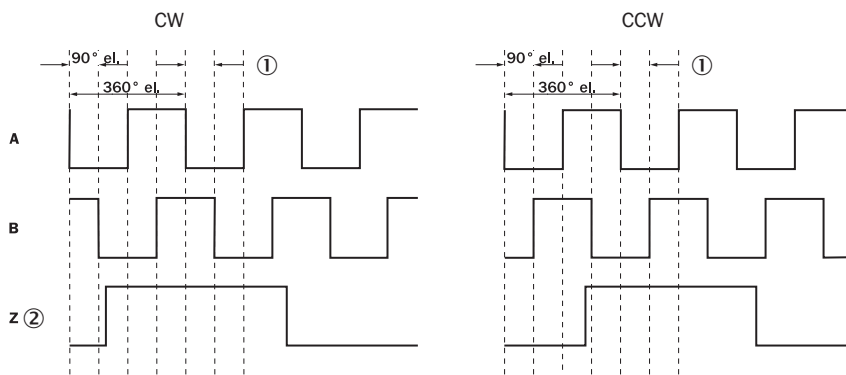 CW CCW
90° el. ① 90° el. ①
360° el. 360° el.
A
B
Z ②